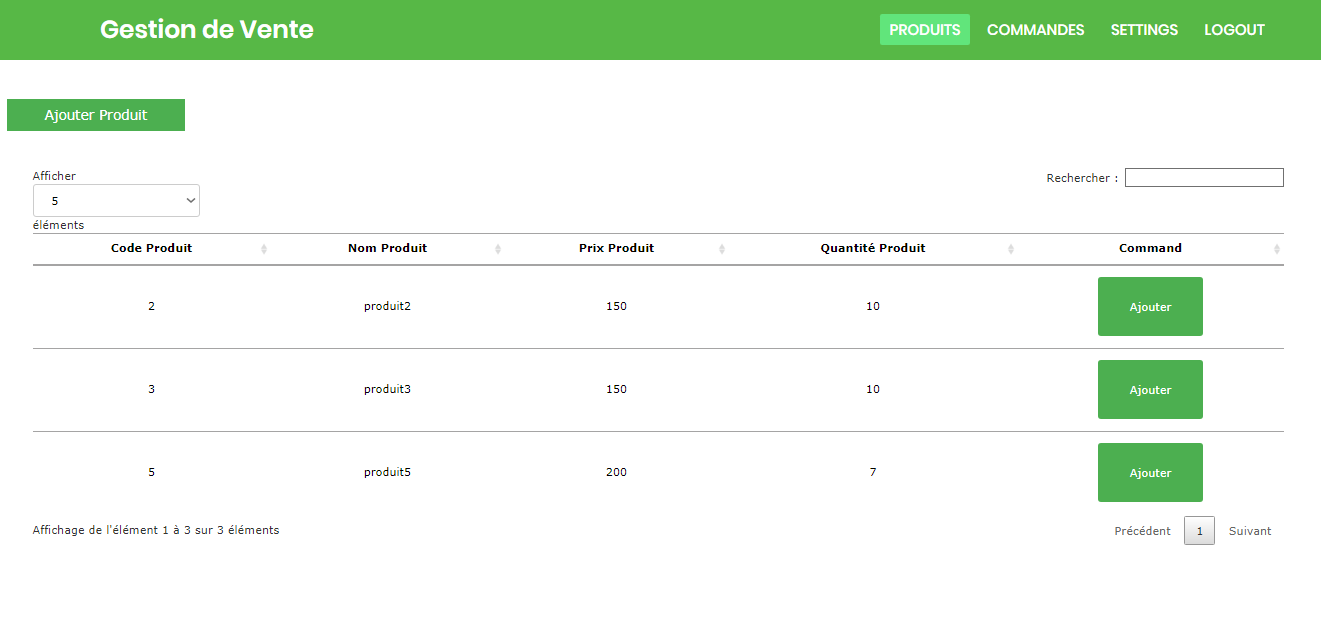 Gestion de Vente PRODUITS COMMANDES SETTINGS LOGOUT
Ajouter Produit
Afficher
Rechercher :
5
éléments
Code Produit Nom Produit Prix Produit Quantité Produit Command
2 produit2 150 10 Ajouter
3 produit3 150 10 Ajouter
5 produit5 200 7 Ajouter
Affichage de l'élément 1 à 3 sur 3 éléments Précédent 1 Suivant